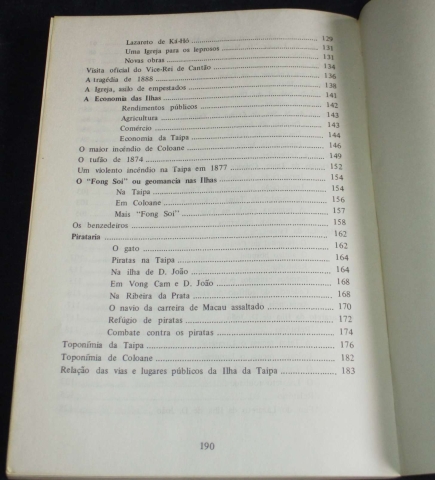 Lazareto de Ká-Hó 129
Uma Igreja para os leprosos 131
Novas obras 131
Visita oficial do Vice-Rei de Cantão 134
A tragédia de 1888 136
A Igreja, asilo de empestados 138
A Economia das Ilhas 141
Rendimentos públicos 142
Agricultura 143
Comércio 143
Economia da Taipa 144
O maior incêndio de Coloane 146
O tufão de 1874 149
Um violento incêndio na Taipa em 1877 152
O "Fong Soi" ou geomancia nas Ilhas 154
Na Taipa 154
Em Coloane 156
Mais "Fong Soi" 157
Os benzedeiros 158
Pirataria 162
O gato 162
Piratas na Taipa 164
Na ilha de D. João 164
Em Vong Cam e D. João 168
Na Ribeira da Prata 168
O navio da carreira de Macau assaltado 170
Refúgio de piratas 172
Combate contra os piratas 174
Toponímia da Taipa 176
Toponímia de Coloane 182
Relação das vias e lugares públicos da Ilha da Taipa 183
190